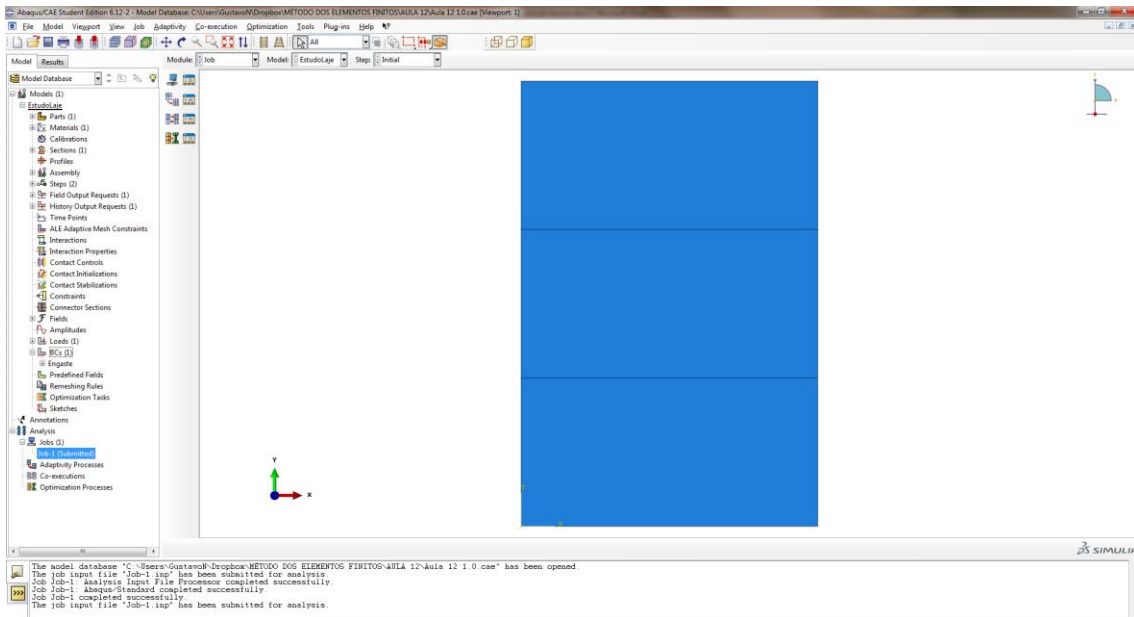 Abaqus/CAE Student Edition 6.12-2 - Model Database: C:\Users\GustavoN\Dropbox\MÉTODO DOS ELEMENTOS FINITOS\AULA 12\Aula 12 1.0.cae [Viewport: 1]
File Model Viewport View Job Adaptivity Co-execution Optimization Tools Plug-ins Help
All
Model Results
Module: Job Model: EstudoLaje Step: Initial
Model Database
Models (1)
EstudoLaje
Parts (1)
Materials (1)
Calibrations
Sections (1)
Profiles
Assembly
Steps (2)
Field Output Requests (1)
History Output Requests (1)
Time Points
ALE Adaptive Mesh Constraints
Interactions
Interaction Properties
Contact Controls
Contact Initializations
Contact Stabilizations
Constraints
Connector Sections
Fields
Amplitudes
Loads (1)
BCs (1)
Engaste
Predefined Fields
Remeshing Rules
Optimization Tasks
Sketches
Annotations
Analysis
Jobs (1)
Job-1 (Submitted)
Adaptivity Processes
Co-executions
Optimization Processes
Y
X
SIMULIA
The model database "C:\Users\GustavoN\Dropbox\MÉTODO DOS ELEMENTOS FINITOS\AULA 12\Aula 12 1.0.cae" has been opened.
The job input file "Job-1.inp" has been submitted for analysis.
Job Job-1: Analysis Input File Processor completed successfully.
Job Job-1: Abaqus/Standard completed successfully.
Job Job-1 completed successfully.
The job input file "Job-1.inp" has been submitted for analysis.